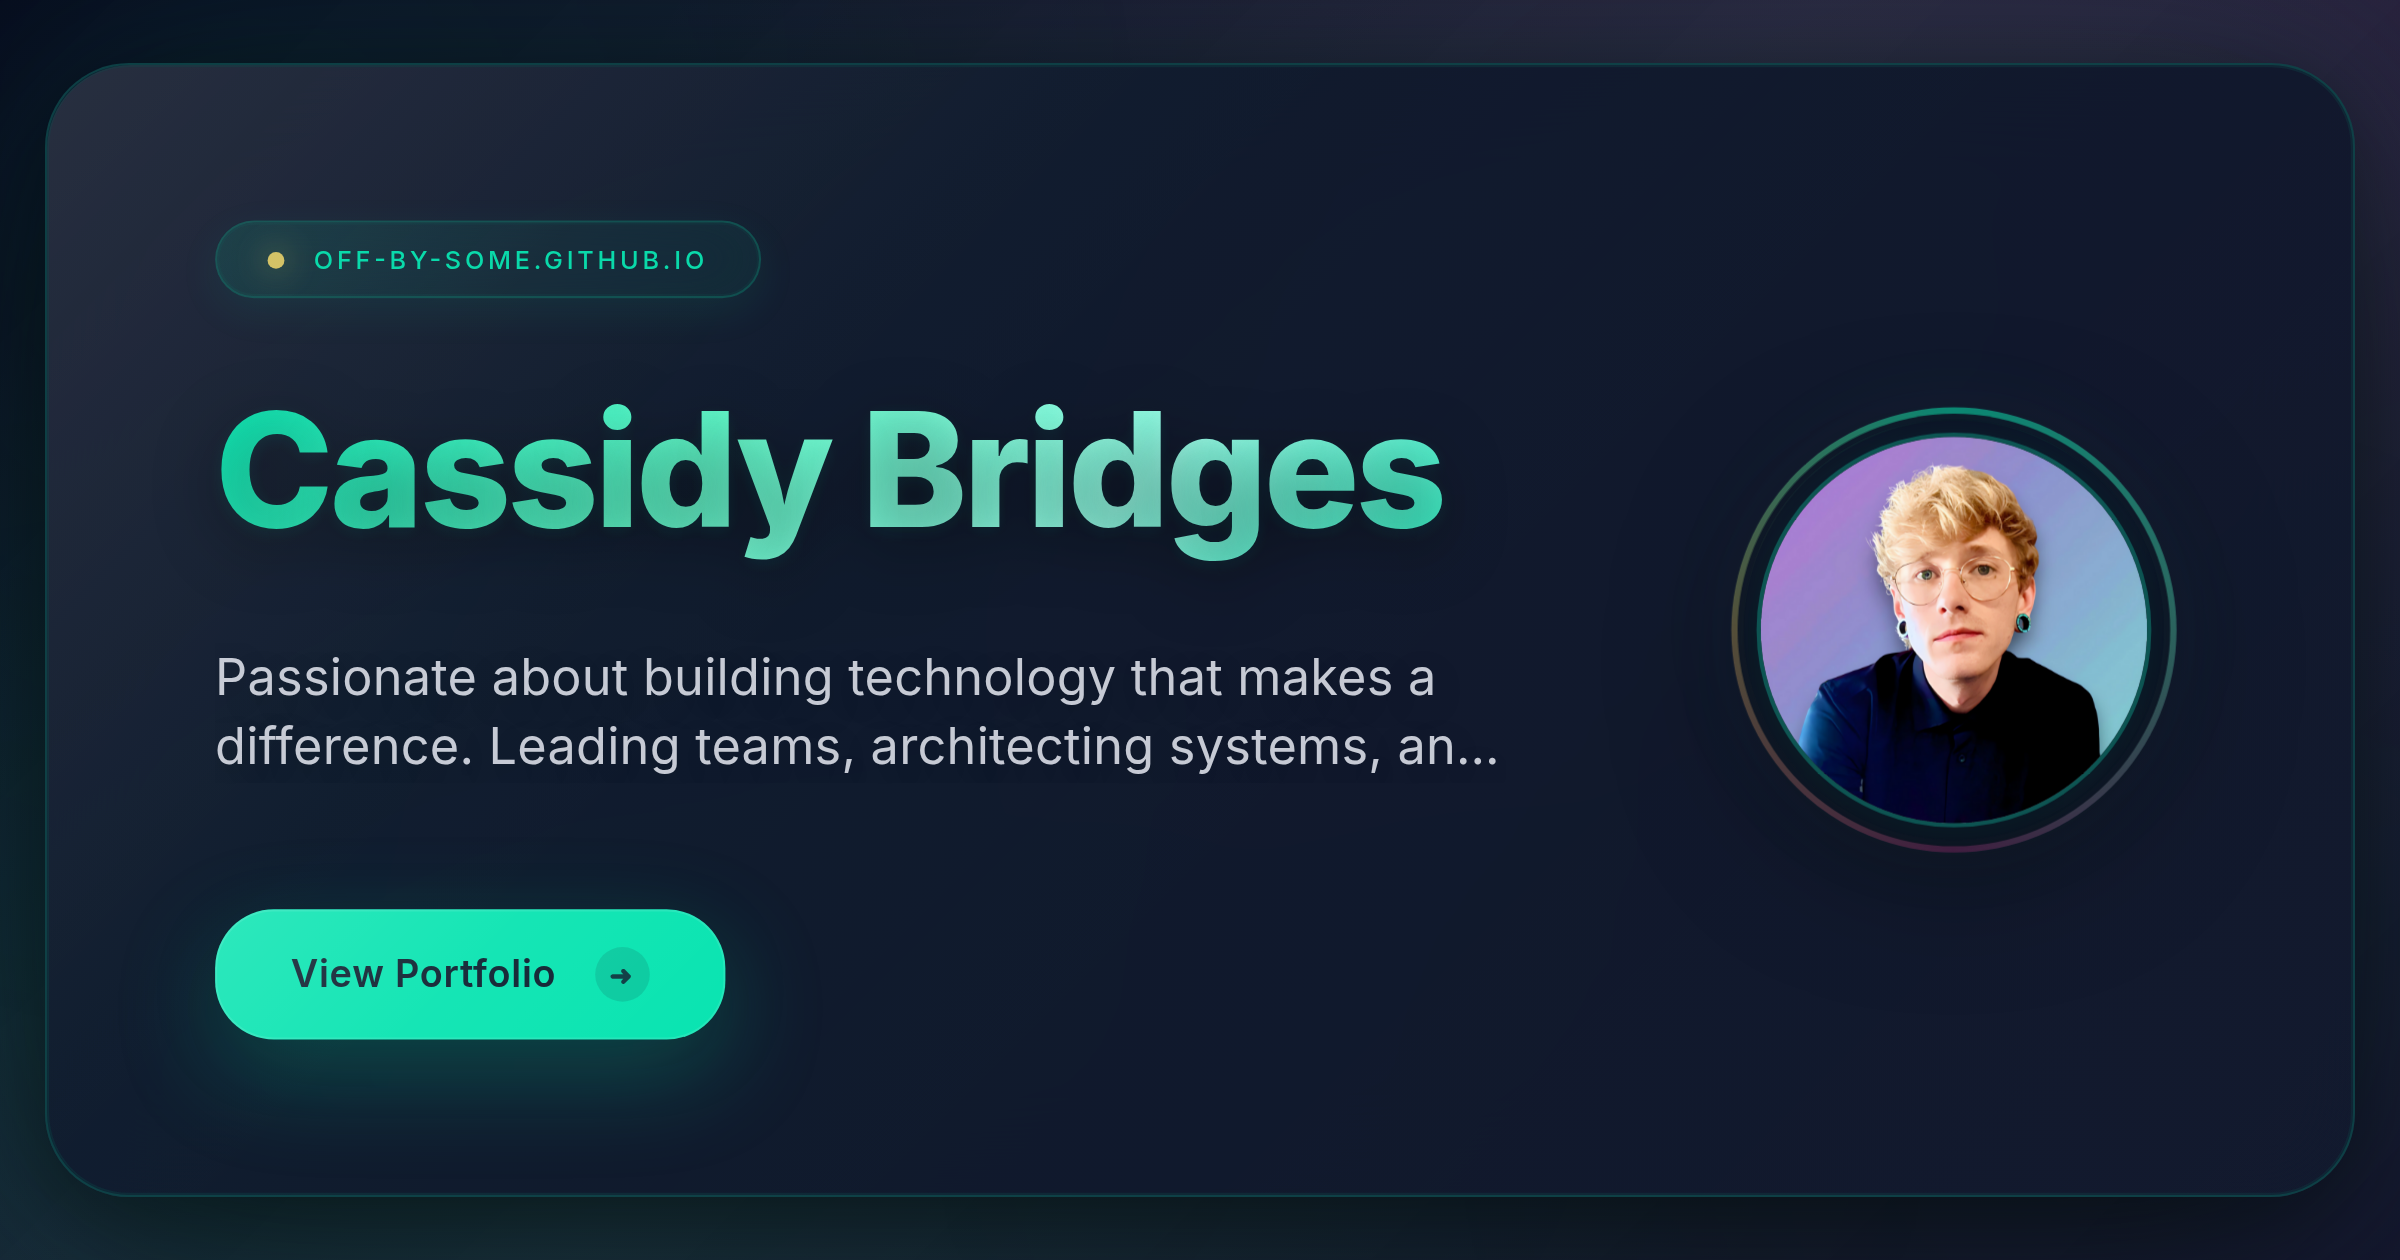 OFF-BY-SOME.GITHUB.IO
Cassidy Bridges
Passionate about building technology that makes a
difference. Leading teams, architecting systems, an...
View Portfolio ➜